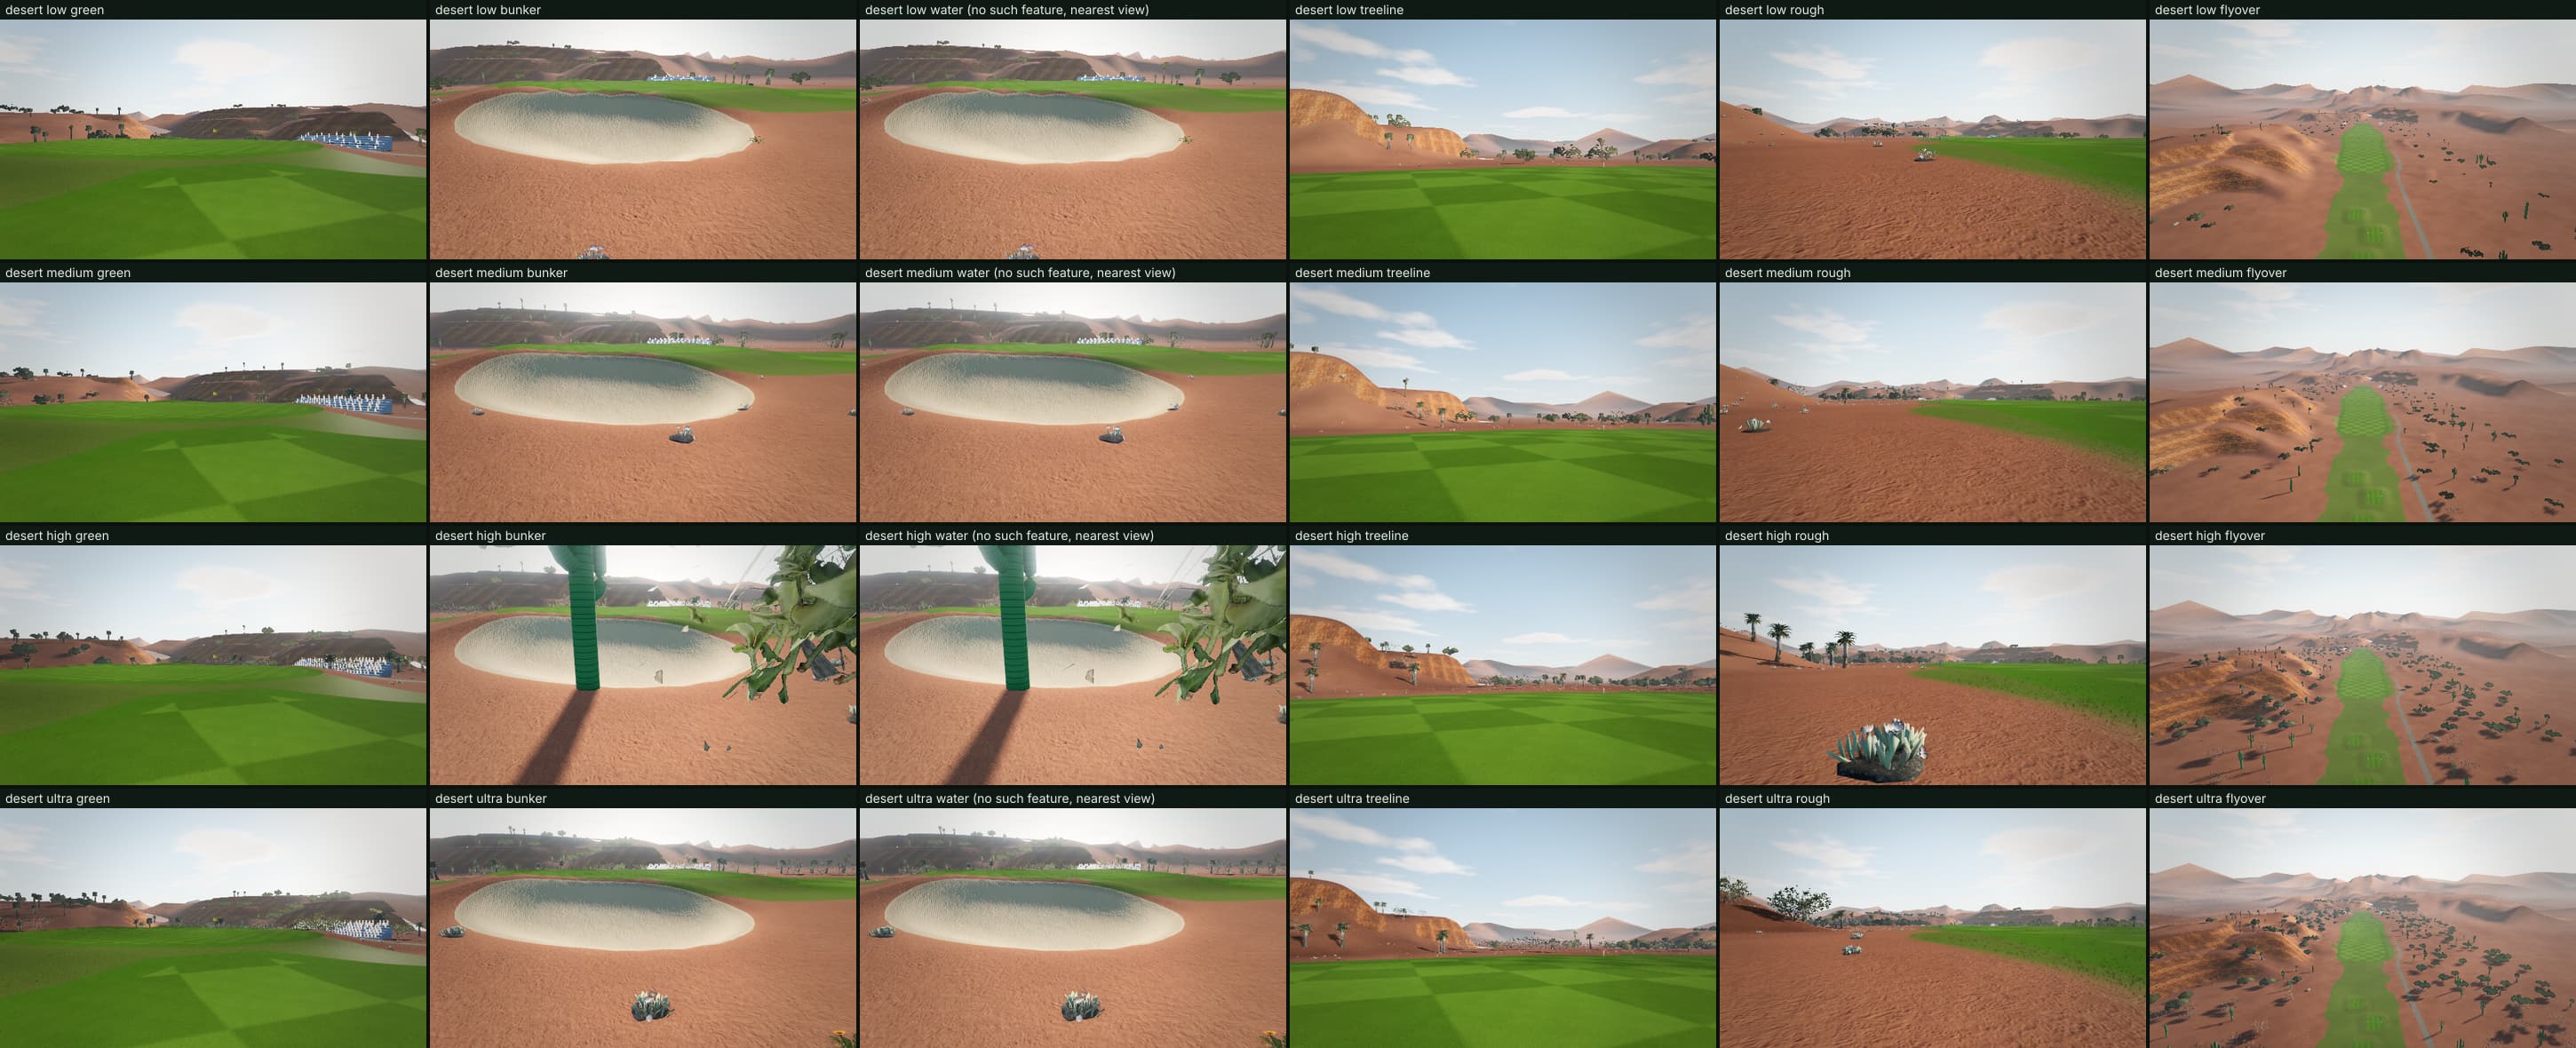 desert low green
desert low bunker
desert low water (no such feature, nearest view)
desert low treeline
desert low rough
desert low flyover
desert medium green
desert medium bunker
desert medium water (no such feature, nearest view)
desert medium treeline
desert medium rough
desert medium flyover
desert high green
desert high bunker
desert high water (no such feature, nearest view)
desert high treeline
desert high rough
desert high flyover
desert ultra green
desert ultra bunker
desert ultra water (no such feature, nearest view)
desert ultra treeline
desert ultra rough
desert ultra flyover